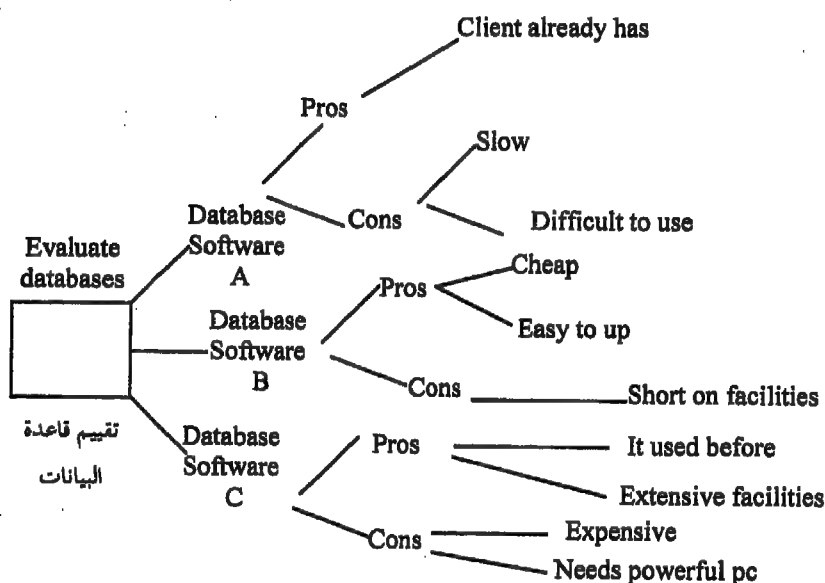 Evaluate
databases
تقييم قاعدة
البيانات
Database
Software
A
Pros
Client already has
Cons
Slow
Difficult to use
Database
Software
B
Pros
Cheap
Easy to up
Cons
Short on facilities
Database
Software
C
Pros
It used before
Extensive facilities
Cons
Expensive
Needs powerful pc